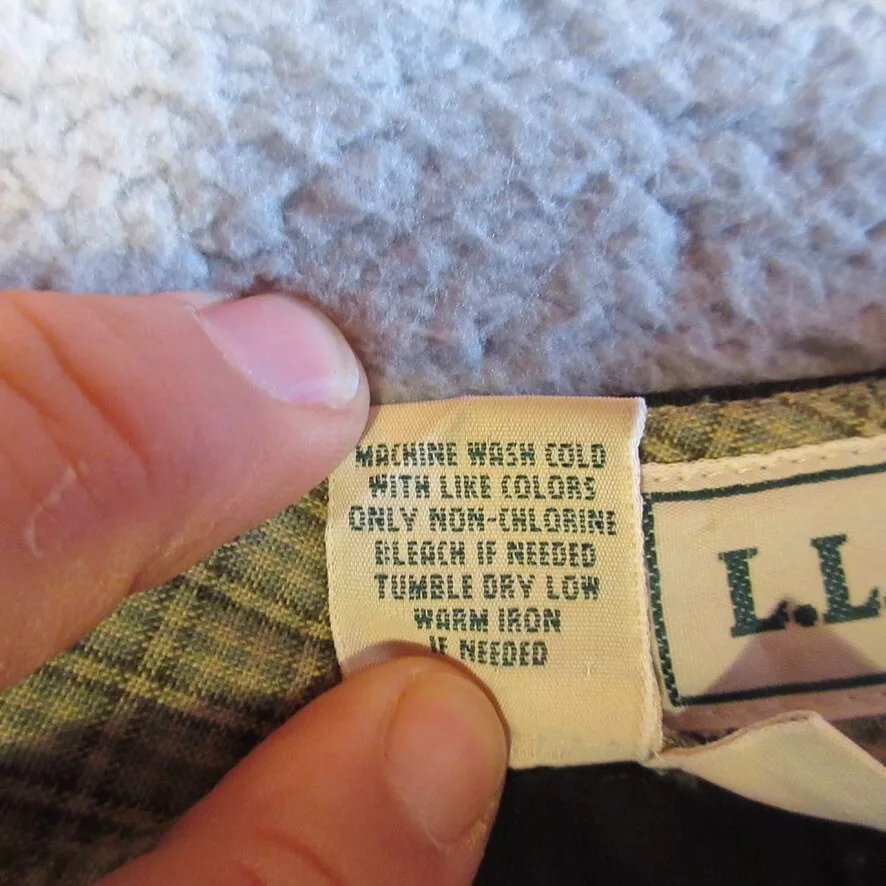 MACHINE WASH COLD
WITH LIKE COLORS
ONLY NON-CHLORINE
BLEACH IF NEEDED
TUMBLE DRY LOW
WARM IRON
IF NEEDED
L.L.